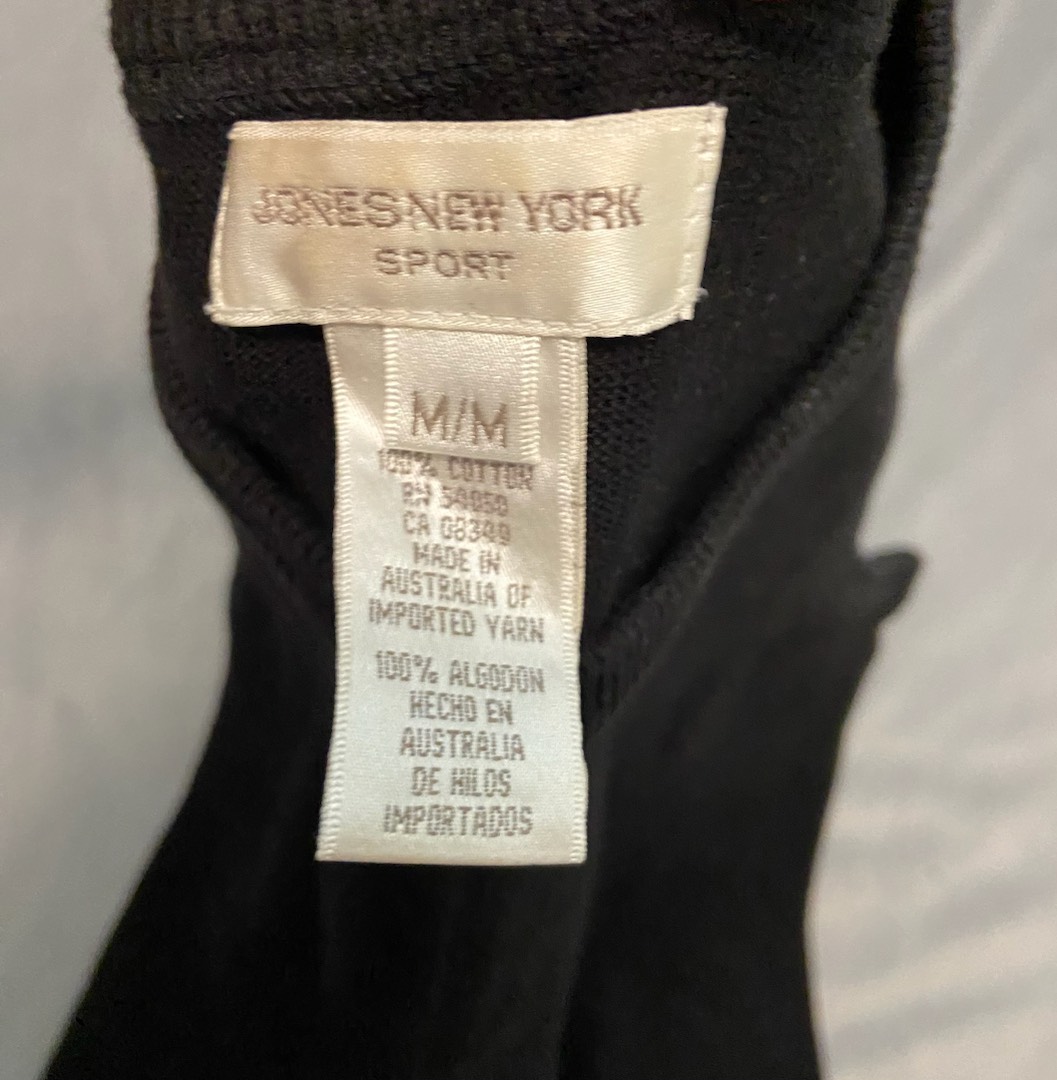 JONES NEW YORK
SPORT
M/M
100% COTTON
RN 54050
CA 08349
MADE IN
AUSTRALIA OF
IMPORTED YARN
100% ALGODON
HECHO EN
AUSTRALIA
DE HILOS
IMPORTADOS